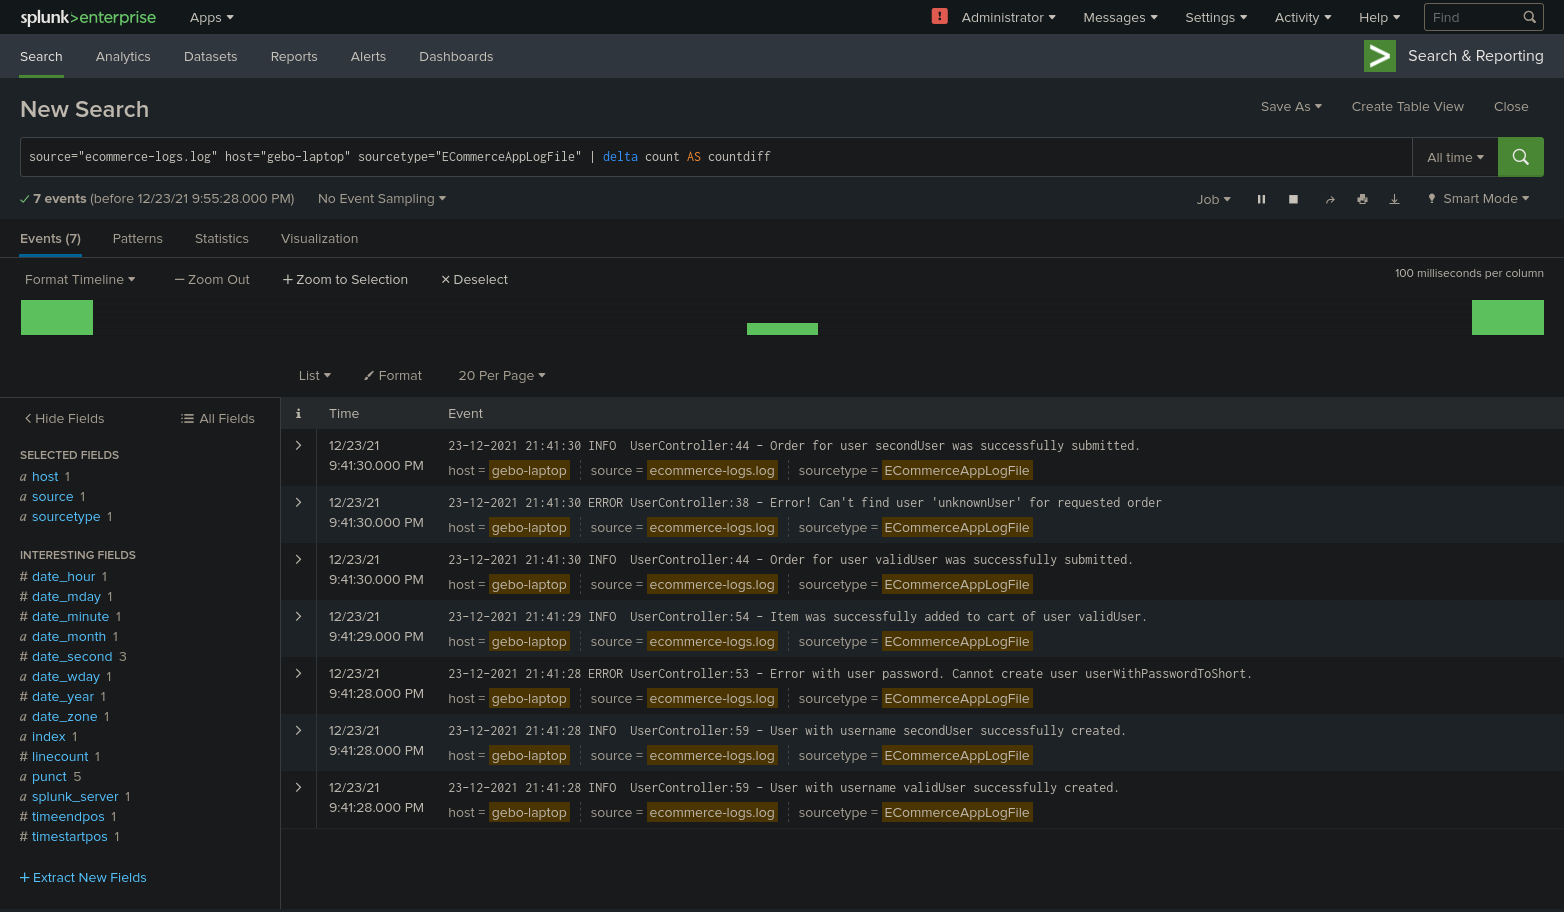 splunk>enterprise Apps Administrator Messages Settings Activity Help Find
Search Analytics Datasets Reports Alerts Dashboards Search & Reporting
New Search Save As Create Table View Close
source="ecommerce-logs.log" host="gebo-laptop" sourcetype="ECommerceAppLogFile" | delta count AS countdiff All time
7 events (before 12/23/21 9:55:28.000 PM) No Event Sampling Job Smart Mode
Events (7) Patterns Statistics Visualization
Format Timeline — Zoom Out + Zoom to Selection × Deselect 100 milliseconds per column
List Format 20 Per Page
Hide Fields All Fields
SELECTED FIELDS
a host 1
a source 1
a sourcetype 1
INTERESTING FIELDS
# date_hour 1
# date_mday 1
# date_minute 1
a date_month 1
# date_second 3
a date_wday 1
# date_year 1
a date_zone 1
a index 1
# linecount 1
a punct 5
a splunk_server 1
# timeendpos 1
# timestartpos 1
+ Extract New Fields
i Time Event
12/23/21 23-12-2021 21:41:30 INFO UserController:44 - Order for user secondUser was successfully submitted.
9:41:30.000 PM host = gebo-laptop source = ecommerce-logs.log sourcetype = ECommerceAppLogFile
12/23/21 23-12-2021 21:41:30 ERROR UserController:38 - Error! Can't find user 'unknownUser' for requested order
9:41:30.000 PM host = gebo-laptop source = ecommerce-logs.log sourcetype = ECommerceAppLogFile
12/23/21 23-12-2021 21:41:30 INFO UserController:44 - Order for user validUser was successfully submitted.
9:41:30.000 PM host = gebo-laptop source = ecommerce-logs.log sourcetype = ECommerceAppLogFile
12/23/21 23-12-2021 21:41:29 INFO UserController:54 - Item was successfully added to cart of user validUser.
9:41:29.000 PM host = gebo-laptop source = ecommerce-logs.log sourcetype = ECommerceAppLogFile
12/23/21 23-12-2021 21:41:28 ERROR UserController:53 - Error with user password. Cannot create user userWithPasswordToShort.
9:41:28.000 PM host = gebo-laptop source = ecommerce-logs.log sourcetype = ECommerceAppLogFile
12/23/21 23-12-2021 21:41:28 INFO UserController:59 - User with username secondUser successfully created.
9:41:28.000 PM host = gebo-laptop source = ecommerce-logs.log sourcetype = ECommerceAppLogFile
12/23/21 23-12-2021 21:41:28 INFO UserController:59 - User with username validUser successfully created.
9:41:28.000 PM host = gebo-laptop source = ecommerce-logs.log sourcetype = ECommerceAppLogFile